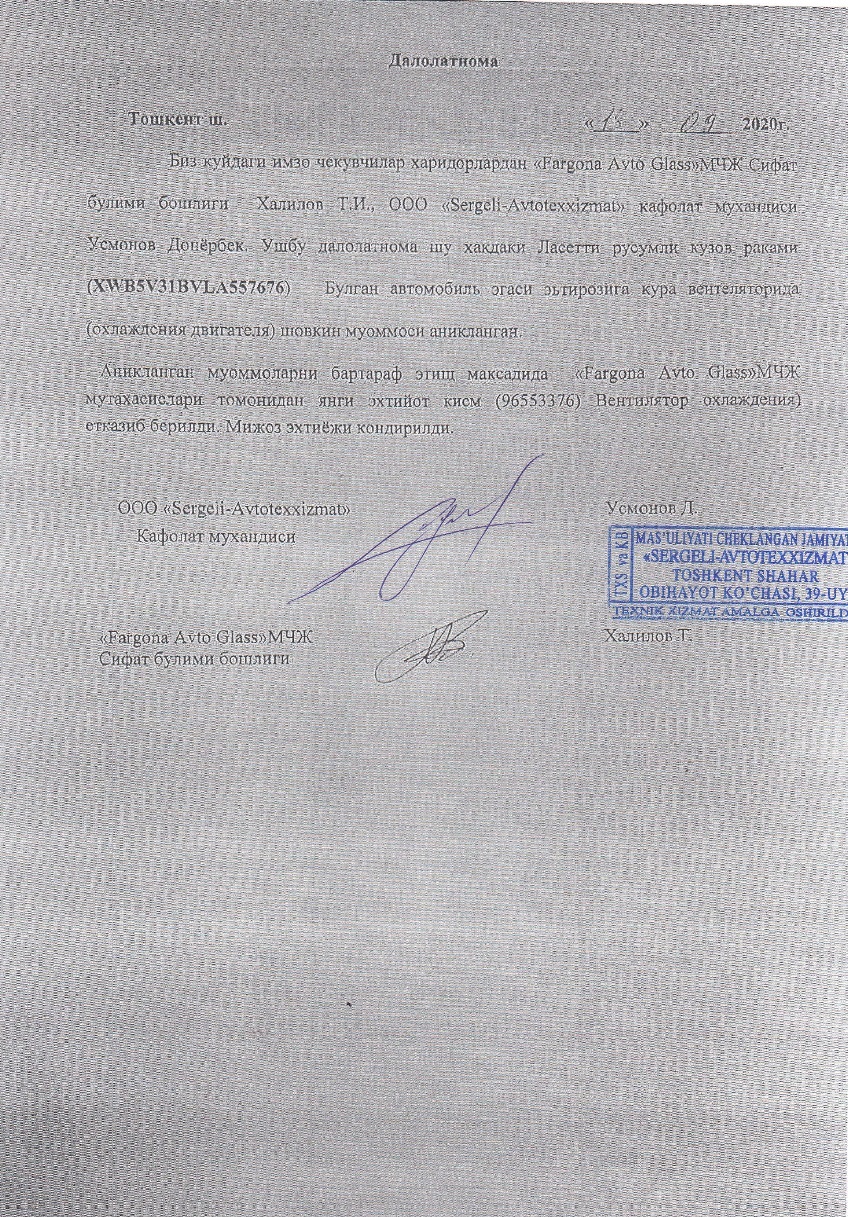 Далолатнома
Тошкент ш. « » 09 2020г.
Биз куйдаги имзо чекувчилар харидорлардан «Fargona Avto Glass»МЧЖ Сифат
булими бошлиги Халилов Т.И., ООО «Sergeli-Avtotexxizmat» кафолат мухандиси
Усмонов Донёрбек. Ушбу далолатнома шу хакдаки Ласетти русумли кузов раками
(XWB5V31BVLA557676) Булган автомобиль эгаси эътирозига кура вентеляторида
(охлаждения двигателя) шовкин муоммоси аникланган.
Аникланган муоммоларни бартараф этищ максадида «Fargona Avto Glass»МЧЖ
мутахасислари томонидан янги эхтийот кисм (96553376) Вентилятор охлаждения)
етказиб берилди. Мижоз эхтиёжи кондирилди.
ООО «Sergeli-Avtotexxizmat» Усмонов Д.
Кафолат мухандиси
TXS va KB
MAS'ULIYATI CHEKLANGAN JAMIYAT
«SERGELI-AVTOTEXXIZMAT
TOSHKENT SHAHAR
OBIHAYOT KO'CHASI, 39-UY
TEXNIK XIZMAT AMALGA OSHIRILD
«Fargona Avto Glass»МЧЖ Халилов Т.
Сифат булими бошлиги